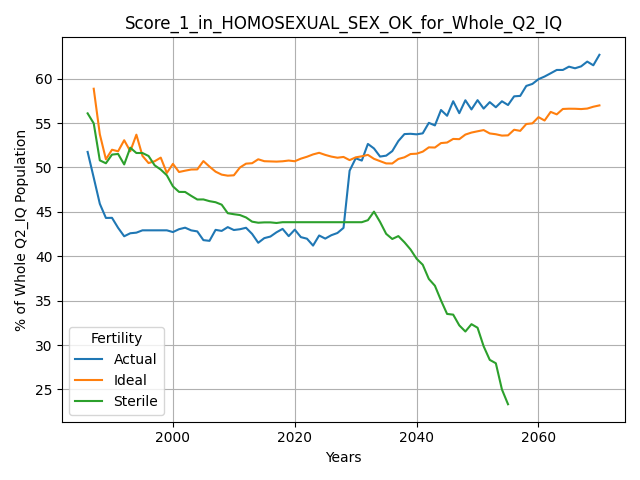 Score_1_in_HOMOSEXUAL_SEX_OK_for_Whole_Q2_IQ
% of Whole Q2_IQ Population
60
55
50
45
40
35
30
25
Fertility
Actual
Ideal
Sterile
2000
2020
2040
2060
Years